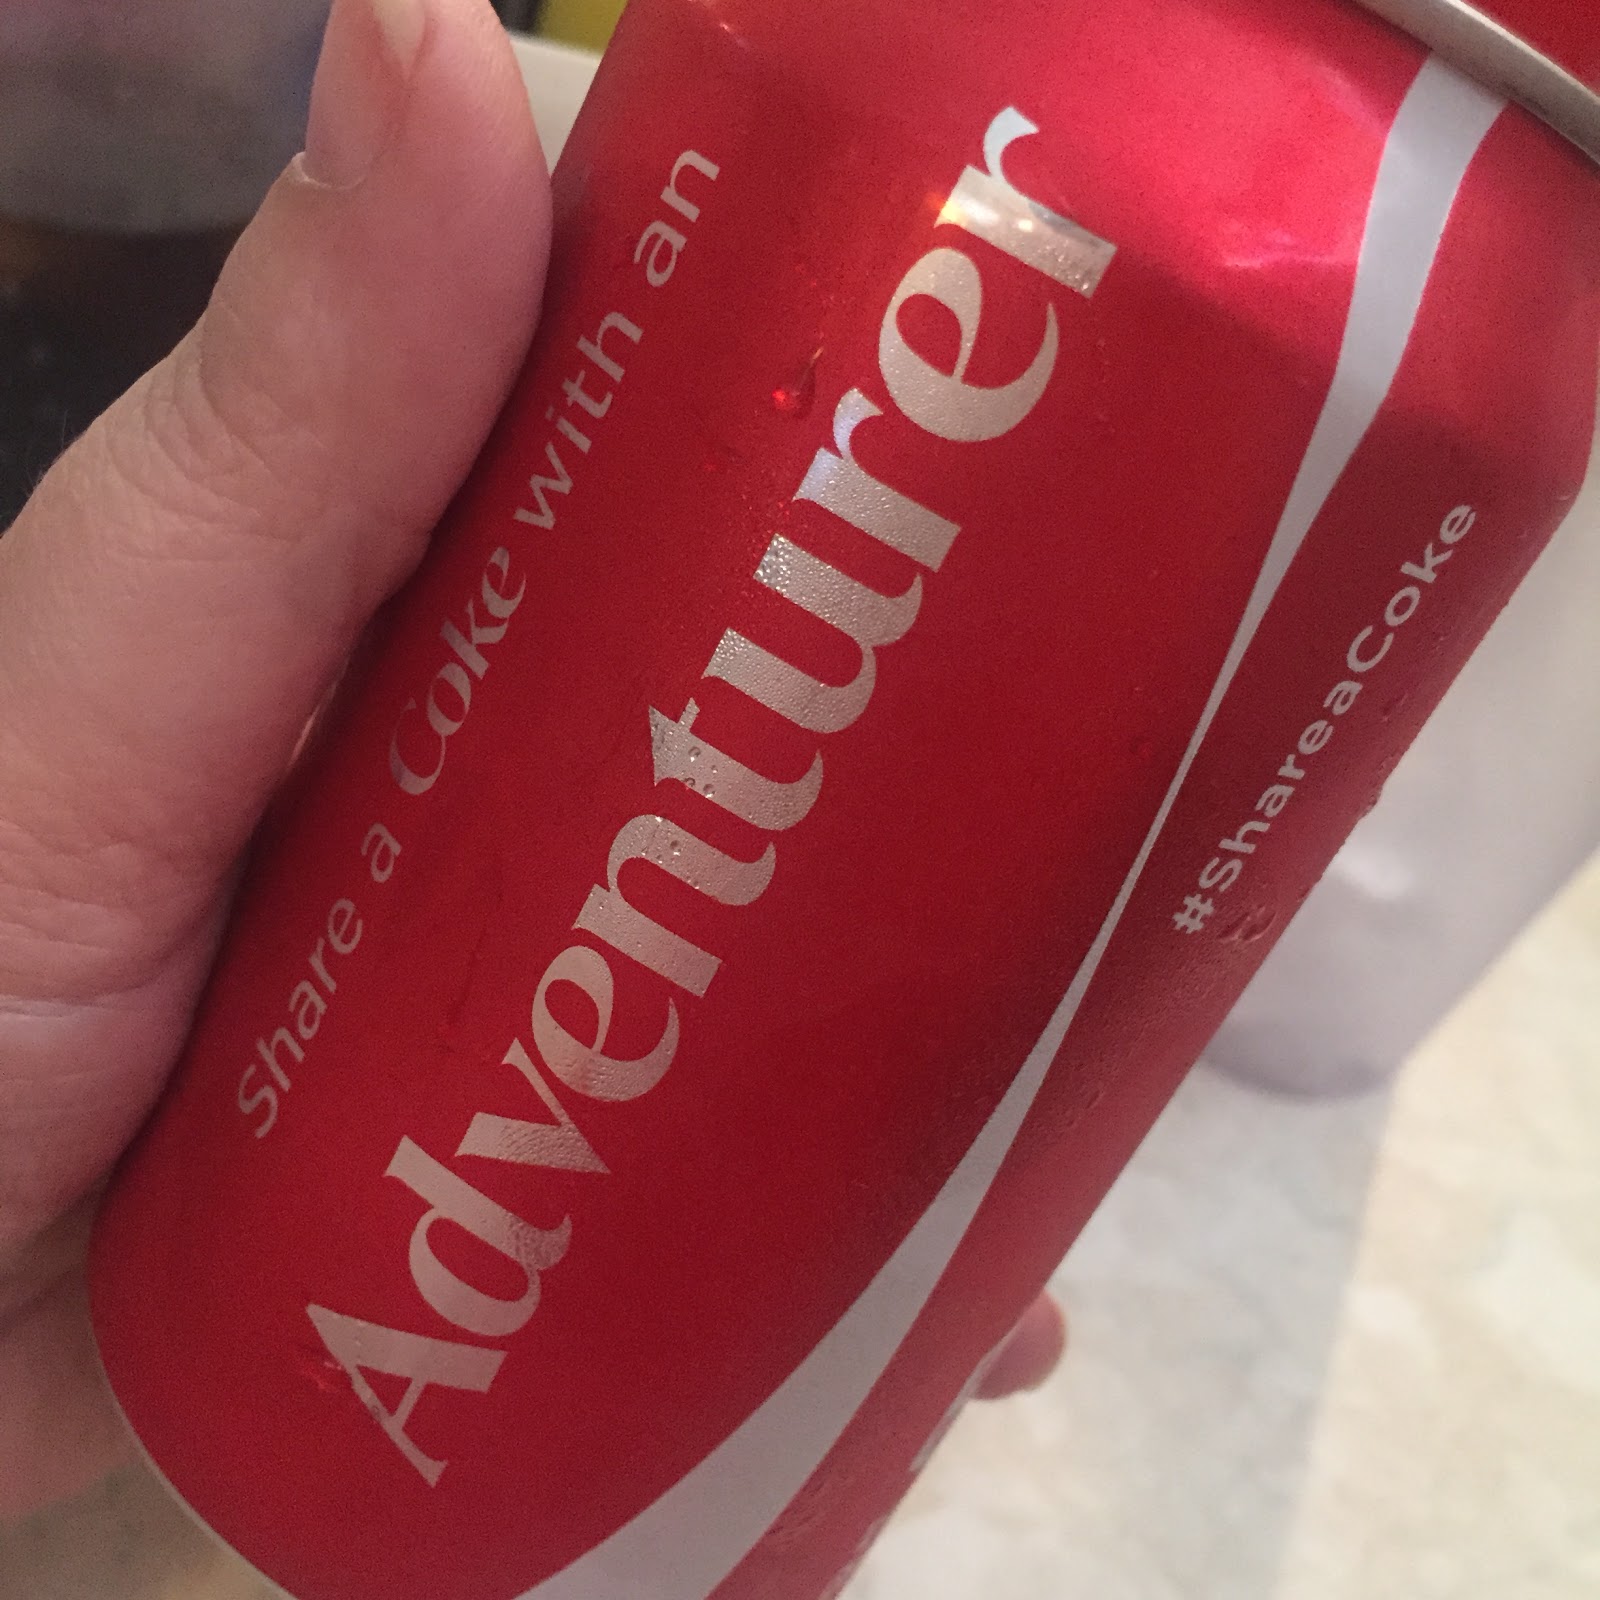 Share a Coke with an
Adventurer
#ShareaCoke